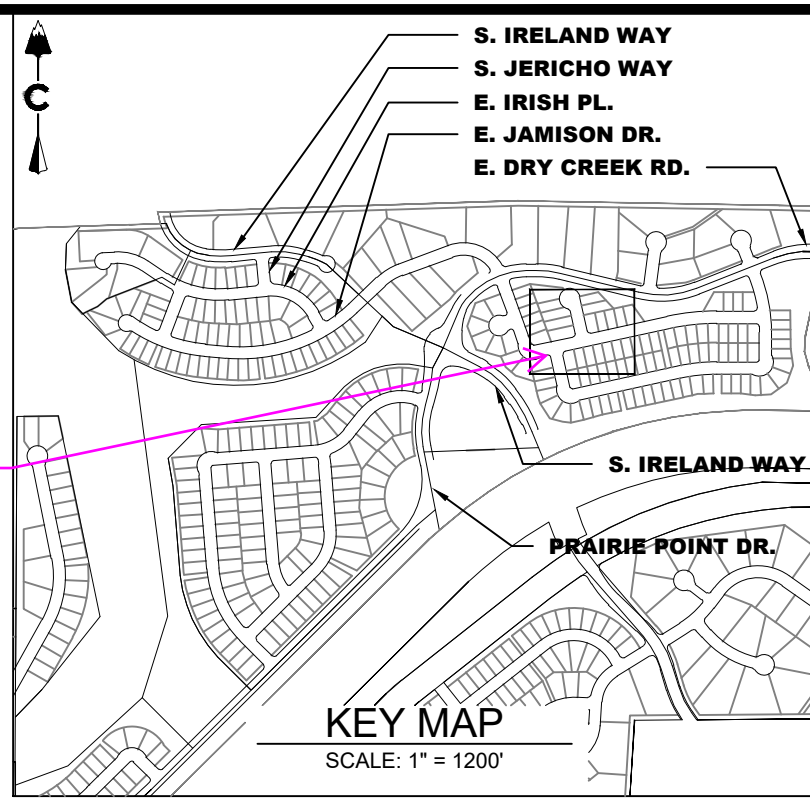 S. IRELAND WAY
S. JERICHO WAY
C
E. IRISH PL.
E. JAMISON DR.
E. DRY CREEK RD.
S. IRELAND WAY
PRAIRIE POINT DR.
KEY MAP
SCALE: 1" = 1200'